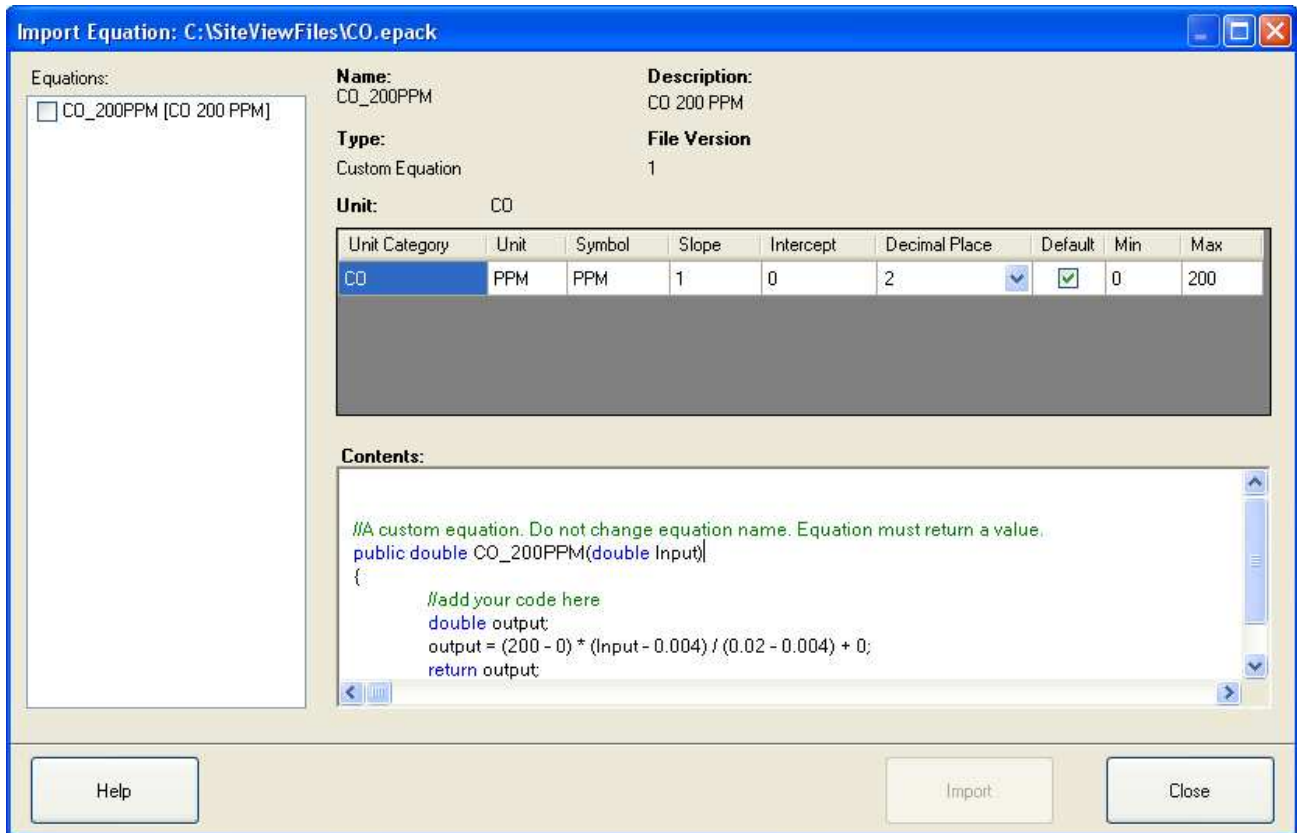 Import Equation: C:\SiteViewFiles\CO.epack
Equations:
CO_200PPM [CO 200 PPM]
Name:
CO_200PPM
Description:
CO 200 PPM
Type:
Custom Equation
File Version
1
Unit: CO
Unit Category Unit Symbol Slope Intercept Decimal Place Default Min Max
CO PPM PPM 1 0 2 0 200
Contents:
//A custom equation. Do not change equation name. Equation must return a value.
public double CO_200PPM(double Input)
{
//add your code here
double output;
output = (200 - 0) * (Input - 0.004) / (0.02 - 0.004) + 0;
return output;
Help
Import
Close